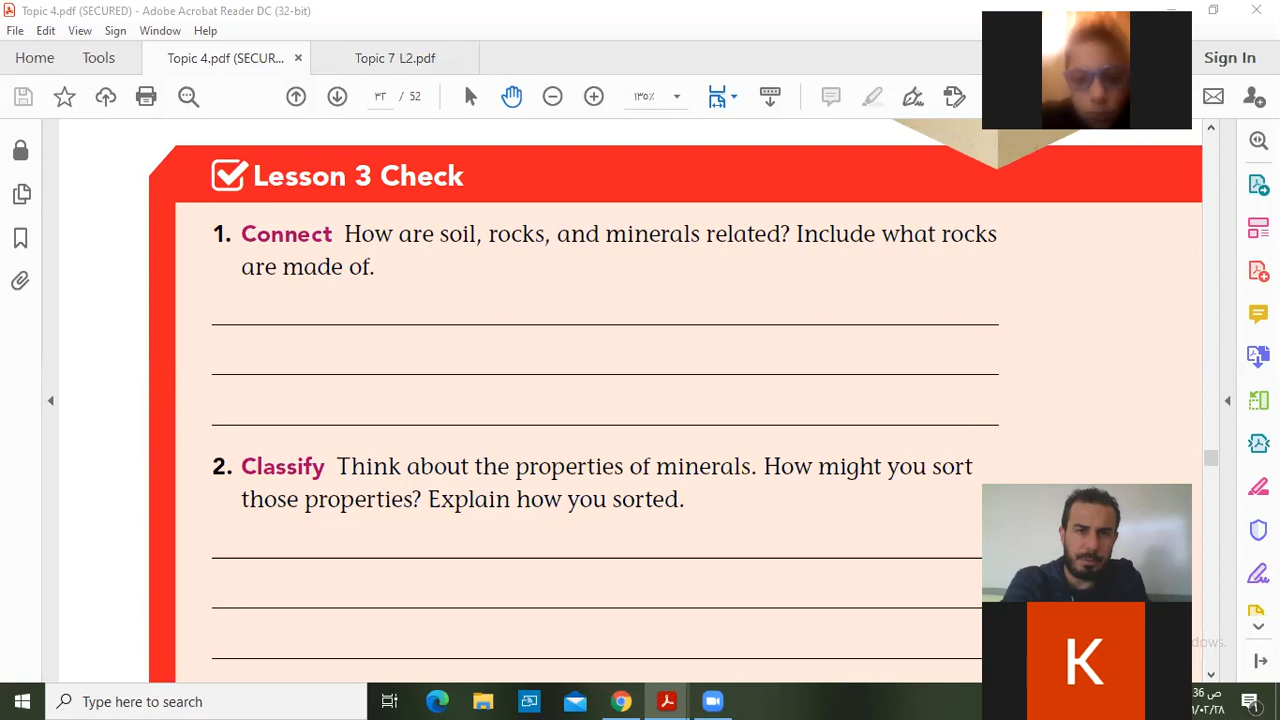 Topic 4.pdf (SECURED) - Adobe Acrobat Reader DC (32-bit)
File Edit View Sign Window Help
Home Tools Topic 4.pdf (SECUR... × Topic 7 L2.pdf Sign In
٣٣ / 52 ١٣٥٪
Lesson 3 Check
1. Connect How are soil, rocks, and minerals related? Include what rocks
are made of.
2. Classify Think about the properties of minerals. How might you sort
those properties? Explain how you sorted.
K
dows.
Type here to search
36 ص